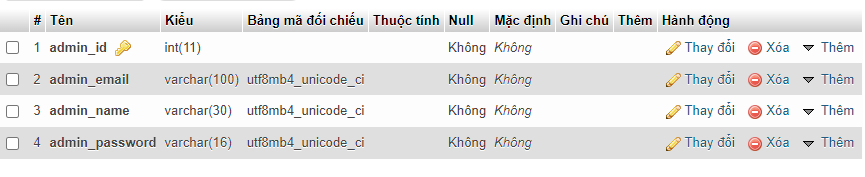 # Tên Kiểu Bảng mã đối chiếu Thuộc tính Null Mặc định Ghi chú Thêm Hành động
1 admin_id int(11) Không Không Thay đổi Xóa Thêm
2 admin_email varchar(100) utf8mb4_unicode_ci Không Không Thay đổi Xóa Thêm
3 admin_name varchar(30) utf8mb4_unicode_ci Không Không Thay đổi Xóa Thêm
4 admin_password varchar(16) utf8mb4_unicode_ci Không Không Thay đổi Xóa Thêm